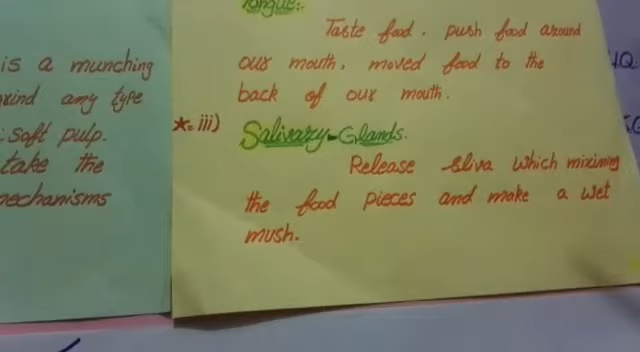 is a munching
grind any type
soft pulp.
take the
mechanisms
Tongue:-
Taste food. push food around
our mouth, moved food to the
back of our mouth.
*= iii)
Salivary-Glands.
Release sliva which mixining
the food pieces and make a wet
mush.